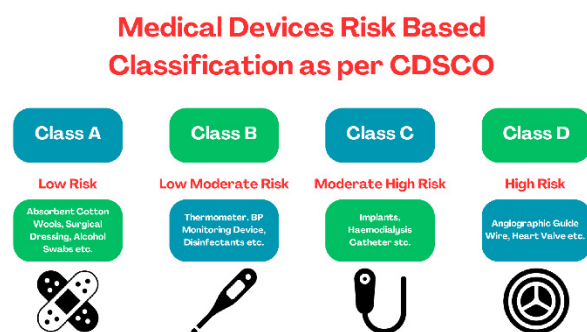 Medical Devices Risk Based
Classification as per CDSCO
Class A
Class B
Class C
Class D
Low Risk
Low Moderate Risk
Moderate High Risk
High Risk
Absorbent Cotton
Wools, Surgical
Dressing, Alcohol
Swabs etc.
Thermometer, BP
Monitoring Device,
Disinfectants etc.
Implants,
Haemodialysis
Catheter stc.
Angiographic Guide
Wire, Heart Valve etc.